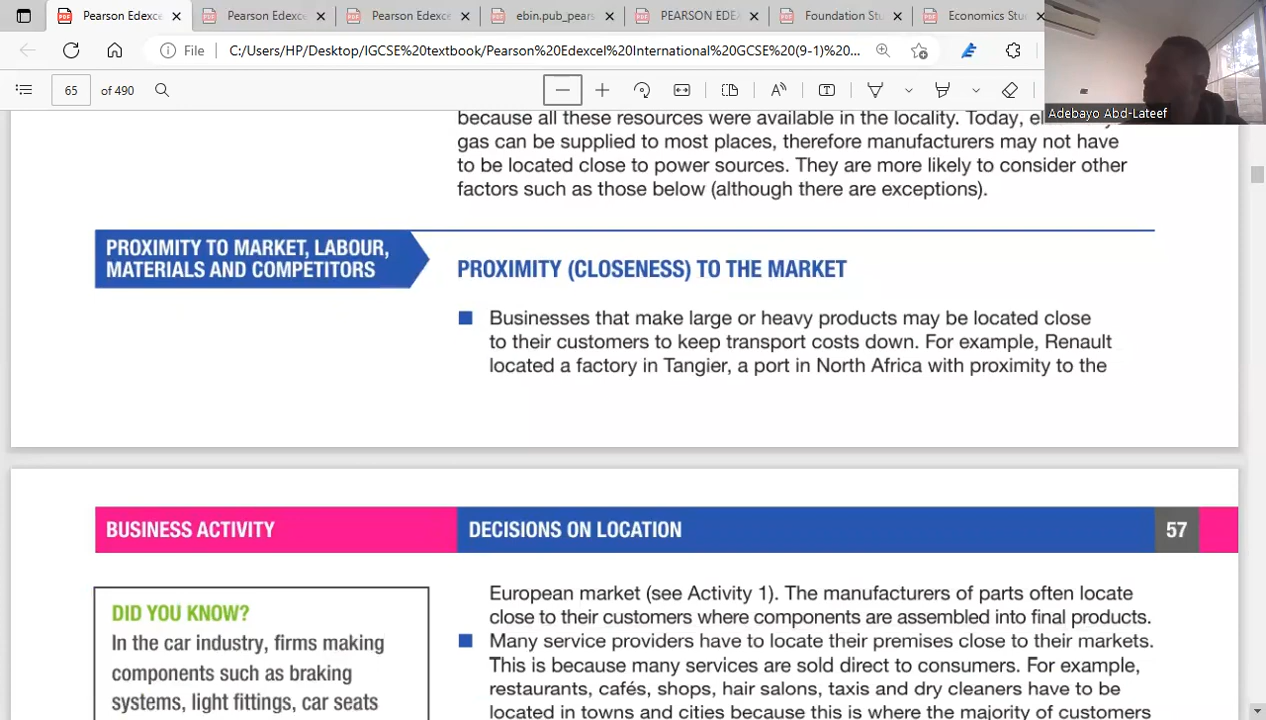 Pearson Edexce
Pearson Edexce
Pearson Edexce
ebin.pub_pears
PEARSON EDE
Foundation Stu
Economics Stu
File
C:/Users/HP/Desktop/IGCSE%20textbook/Pearson%20Edexcel%20International%20GCSE%20(9-1)%20...
65 of 490
Adebayo Abd-Lateef
because all these resources were available in the locality. Today,
gas can be supplied to most places, therefore manufacturers may not have
to be located close to power sources. They are more likely to consider other
factors such as those below (although there are exceptions).
PROXIMITY TO MARKET, LABOUR,
MATERIALS AND COMPETITORS
PROXIMITY (CLOSENESS) TO THE MARKET
Businesses that make large or heavy products may be located close
to their customers to keep transport costs down. For example, Renault
located a factory in Tangier, a port in North Africa with proximity to the
BUSINESS ACTIVITY
DECISIONS ON LOCATION
57
DID YOU KNOW?
In the car industry, firms making
components such as braking
systems, light fittings, car seats
European market (see Activity 1). The manufacturers of parts often locate
close to their customers where components are assembled into final products.
Many service providers have to locate their premises close to their markets.
This is because many services are sold direct to consumers. For example,
restaurants, cafés, shops, hair salons, taxis and dry cleaners have to be
located in towns and cities because this is where the majority of customers